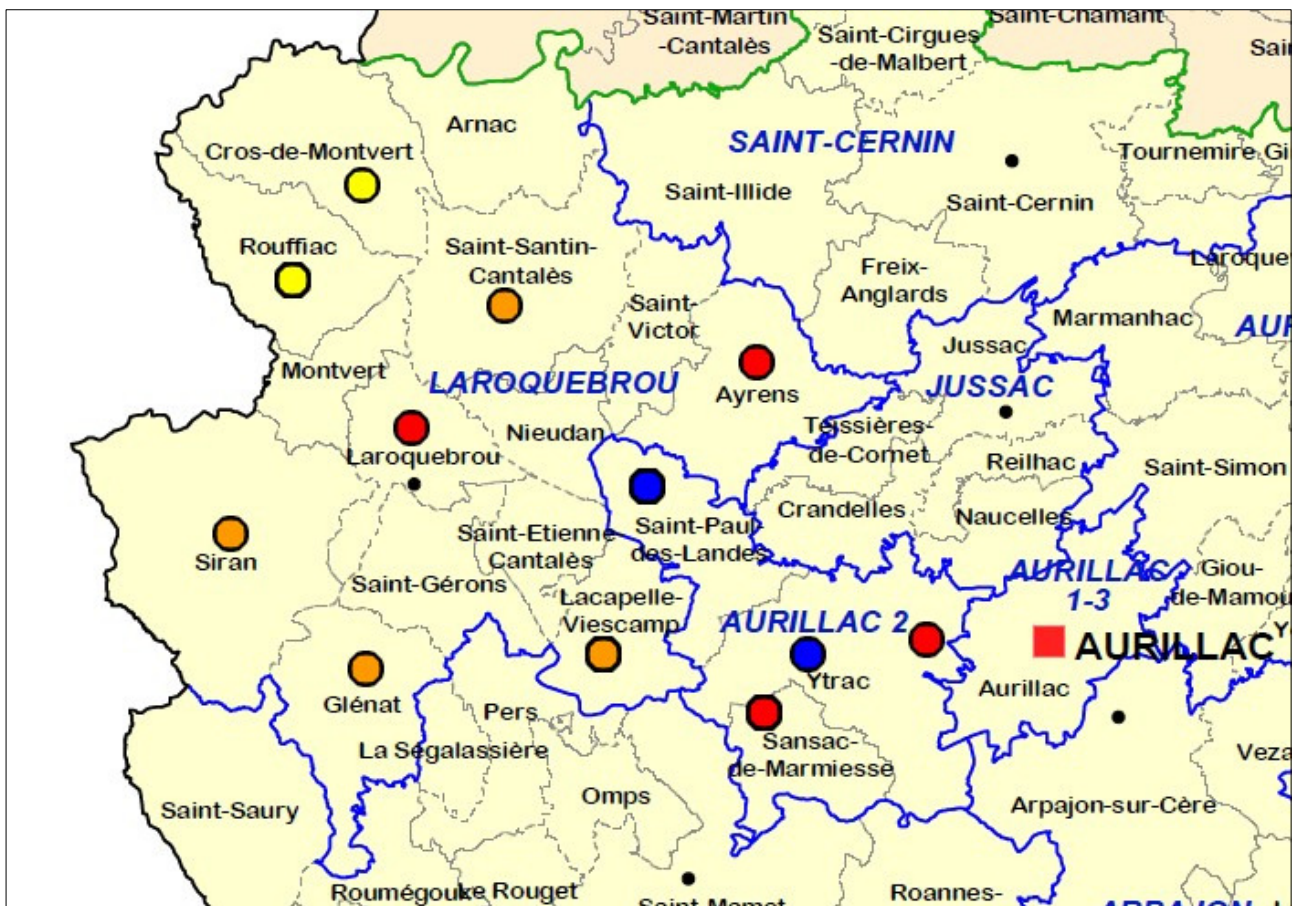 Saint-Martin
-Cantalès
Saint-Cirgues
-de-Malbert
Saint-Chamant
Arnac
Cros-de-Montvert
SAINT-CERNIN
Tournemire
Saint-Illide
Saint-Cernin
Rouffiac
Saint-Santin-
Cantalès
Freix-
Anglards
Saint-
Victor
Marmanhac
Jussac
Montvert
LAROQUEBROU
Ayrens
JUSSAC
Nieudan
Teissières-
de-Cornet
Laroquebrou
Reilhac
Saint-Simon
Crandelles
Naucelles
Saint-Paul-
des-Landes
Saint-Etienne
Cantalès
Siran
Saint-Gérons
AURILLAC
1-3
Giou-
de-Mamou
Lacapelle-
Viescamp
AURILLAC 2
AURILLAC
Ytrac
Aurillac
Glénat
Pers
La Ségalassière
Sansac-
de-Marmiesse
Omps
Saint-Saury
Arpajon-sur-Cère
Roumégoux
Le Rouget
Saint-Mamet
Roannes-